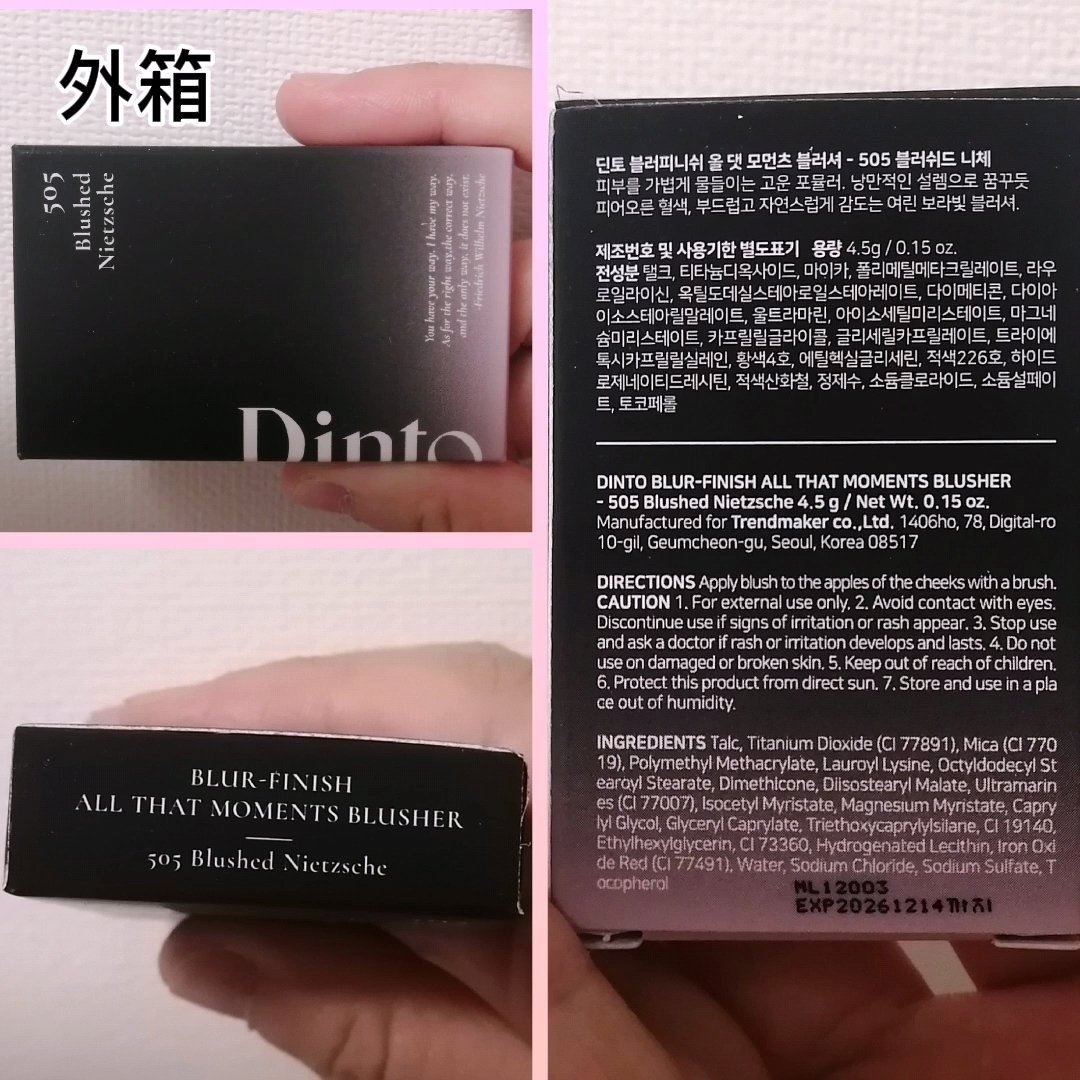 外箱
505
Blushed
Nietzsche
You have your way. I have my way.
As for the right way,the correct way,
and the only way, it does not exist.
-Friedrich Wilhelm Nietzsche
Dinto
BLUR-FINISH
ALL THAT MOMENTS BLUSHER
505 Blushed Nietzsche
딘토 블러피니쉬 올 댓 모먼츠 블러셔 - 505 블러쉬드 니체
피부를 가볍게 물들이는 고운 포뮬러. 낭만적인 설렘으로 꿈꾸듯
피어오른 혈색, 부드럽고 자연스럽게 감도는 여린 보라빛 블러셔.
제조번호 및 사용기한 별도표기 용량 4.5g / 0.15 oz.
전성분 탤크, 티타늄디옥사이드, 마이카, 폴리메틸메타크릴레이트, 라우
로일라이신, 옥틸도데실스테아로일스테아레이트, 다이메티콘, 다이아
이소스테아릴말레이트, 울트라마린, 아이소세틸미리스테이트, 마그네
슘미리스테이트, 카프릴릴글라이콜, 글리세릴카프릴레이트, 트라이에
톡시카프릴릴실레인, 황색4호, 에틸헥실글리세린, 적색226호, 하이드
로제네이티드레시틴, 적색산화철, 정제수, 소듐클로라이드, 소듐설페이
트, 토코페롤
DINTO BLUR-FINISH ALL THAT MOMENTS BLUSHER
- 505 Blushed Nietzsche 4.5 g / Net Wt. 0.15 oz.
Manufactured for Trendmaker co.,Ltd. 1406ho, 78, Digital-ro
10-gil, Geumcheon-gu, Seoul, Korea 08517
DIRECTIONS Apply blush to the apples of the cheeks with a brush.
CAUTION 1. For external use only. 2. Avoid contact with eyes.
Discontinue use if signs of irritation or rash appear. 3. Stop use
and ask a doctor if rash or irritation develops and lasts. 4. Do not
use on damaged or broken skin. 5. Keep out of reach of children.
6. Protect this product from direct sun. 7. Store and use in a pla
ce out of humidity.
INGREDIENTS Talc, Titanium Dioxide (CI 77891), Mica (CI 770
19), Polymethyl Methacrylate, Lauroyl Lysine, Octyldodecyl St
earoyl Stearate, Dimethicone, Diisostearyl Malate, Ultramarin
es (CI 77007), Isocetyl Myristate, Magnesium Myristate, Capry
lyl Glycol, Glyceryl Caprylate, Triethoxycaprylylsilane, CI 19140,
Ethylhexylglycerin, CI 73360, Hydrogenated Lecithin, Iron Oxi
de Red (CI 77491), Water, Sodium Chloride, Sodium Sulfate, T
ocopherol
ML12003
EXP20261214까지